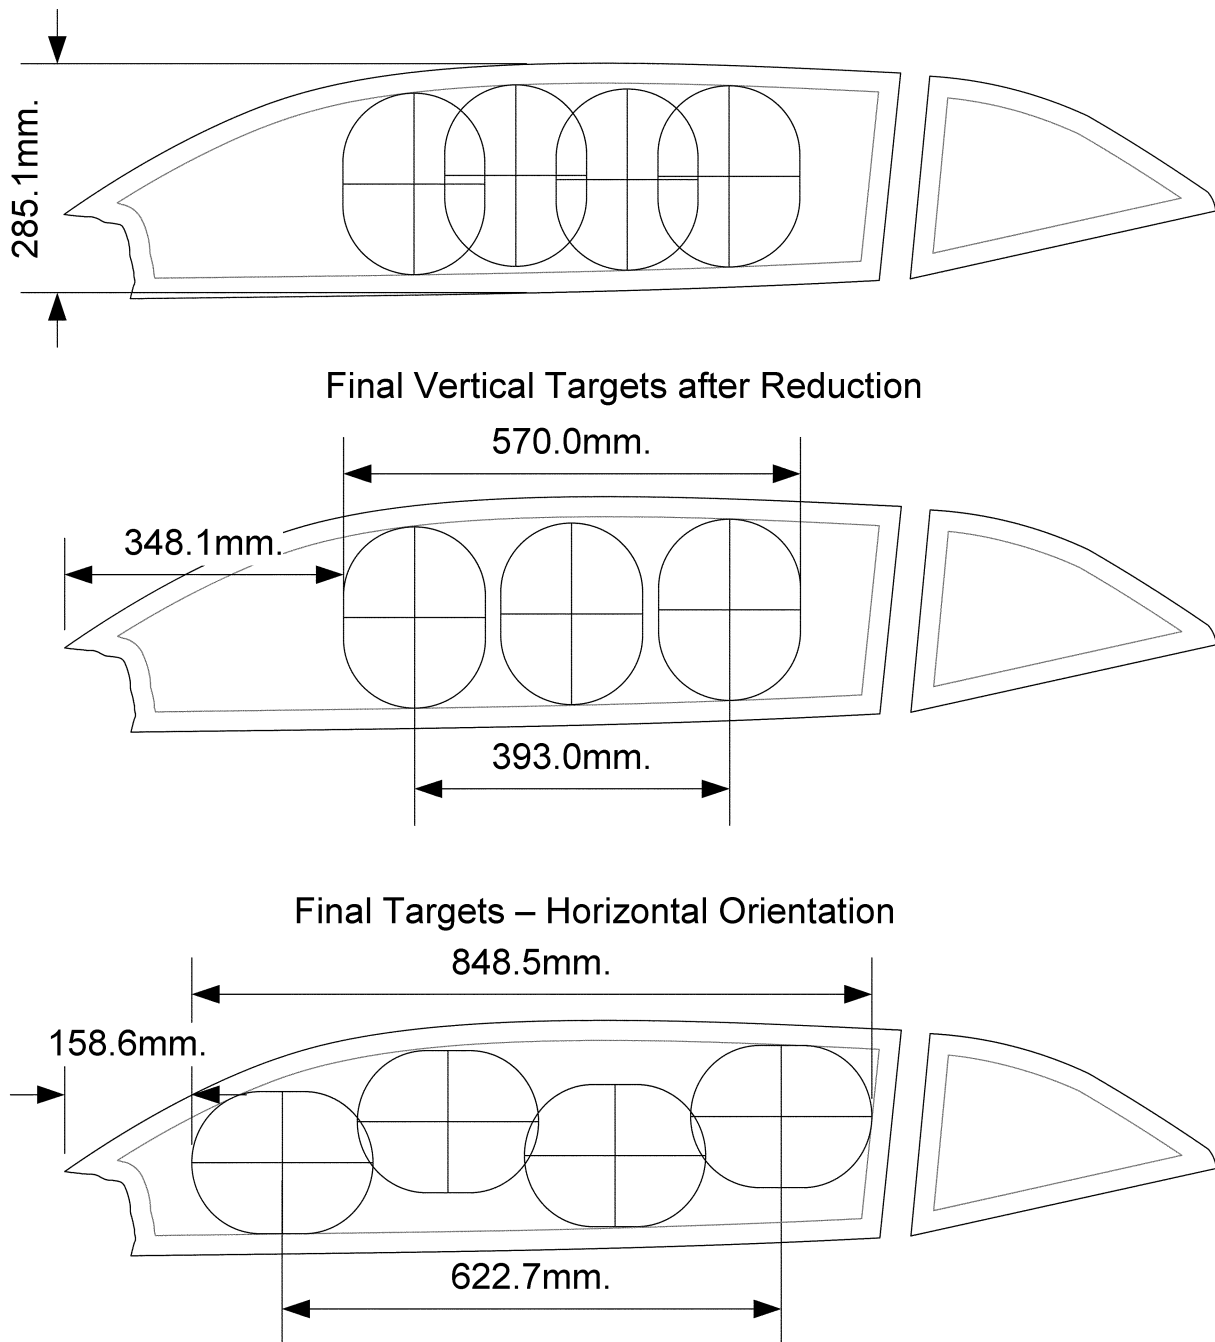 285.1mm.
Final Vertical Targets after Reduction
570.0mm.
348.1mm.
393.0mm.
Final Targets – Horizontal Orientation
848.5mm.
158.6mm.
622.7mm.